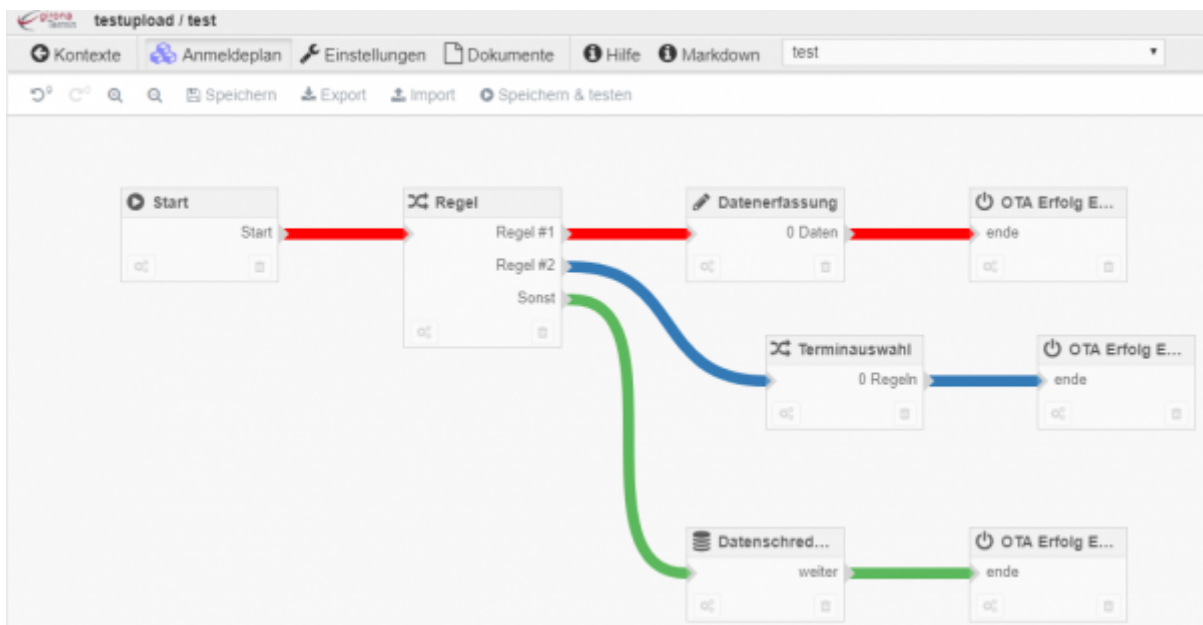 girona
Termin
testupload / test
Kontexte Anmeldeplan Einstellungen Dokumente Hilfe Markdown test
Speichern Export Import Speichern & testen
Start Regel Datenerfassung OTA Erfolg E...
Start Regel #1 0 Daten ende
Regel #2
Sonst
Terminauswahl OTA Erfolg E...
0 Regeln ende
Datenschred... OTA Erfolg E...
weiter ende